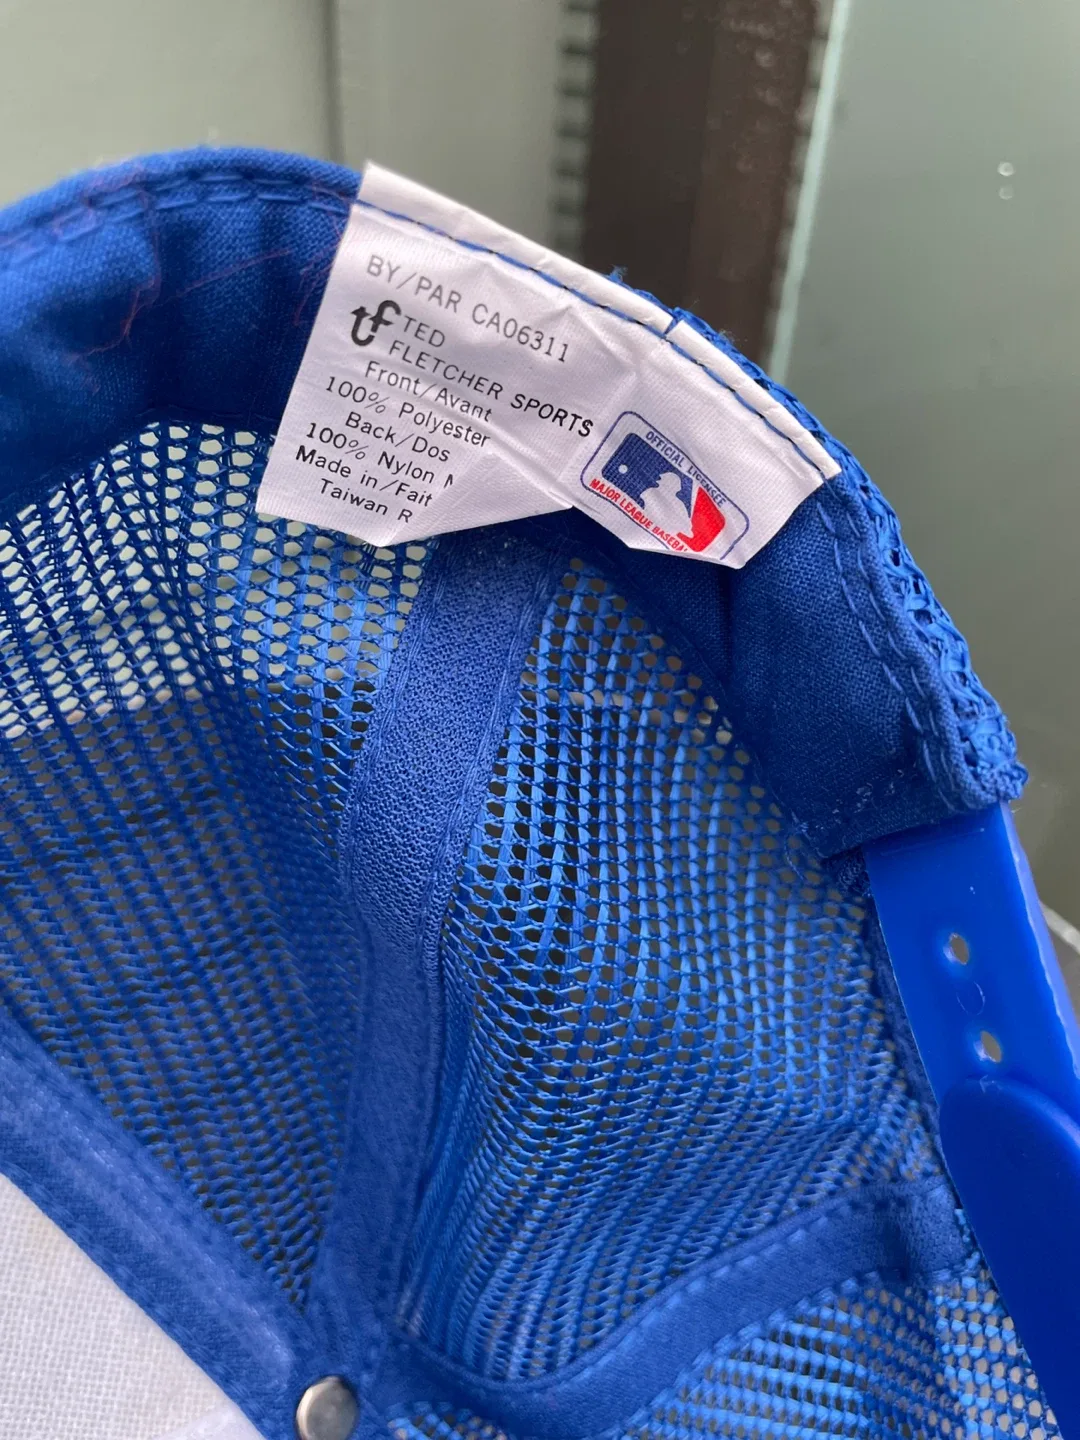 BY/PAR CA06311
tf TED
FLETCHER SPORTS
Front/Avant
100% Polyester
Back/Dos
100% Nylon
Made in/Fait
Taiwan R
OFFICIAL LICENSEE
MAJOR LEAGUE BASEBA